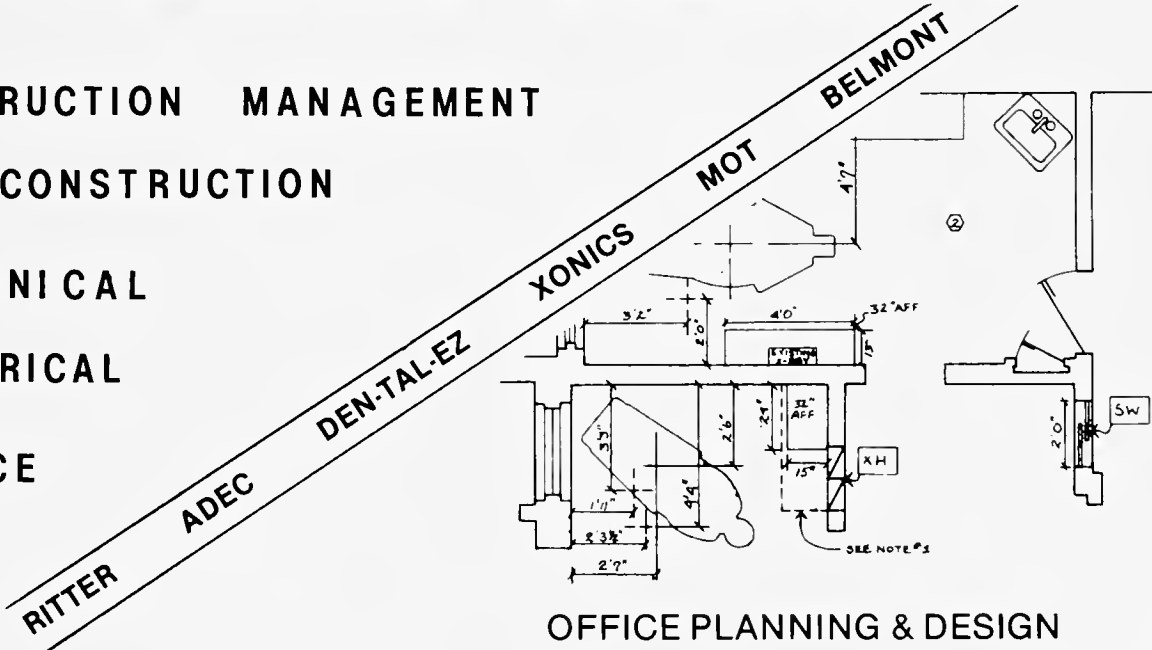 RUCTION MANAGEMENT
CONSTRUCTION
NICAL
RICAL
CE
RITTER ADEC DEN-TAL-EZ XONICS MOT BELMONT
4'7"
2
3'2"
2'0"
4'0"
32" AFF
15"
32" AFF
24"
2'6"
3'3"
4'4"
15"
XH
SW
2'0"
1'11"
2'3½"
2'7"
SEE NOTE #1
OFFICE PLANNING & DESIGN